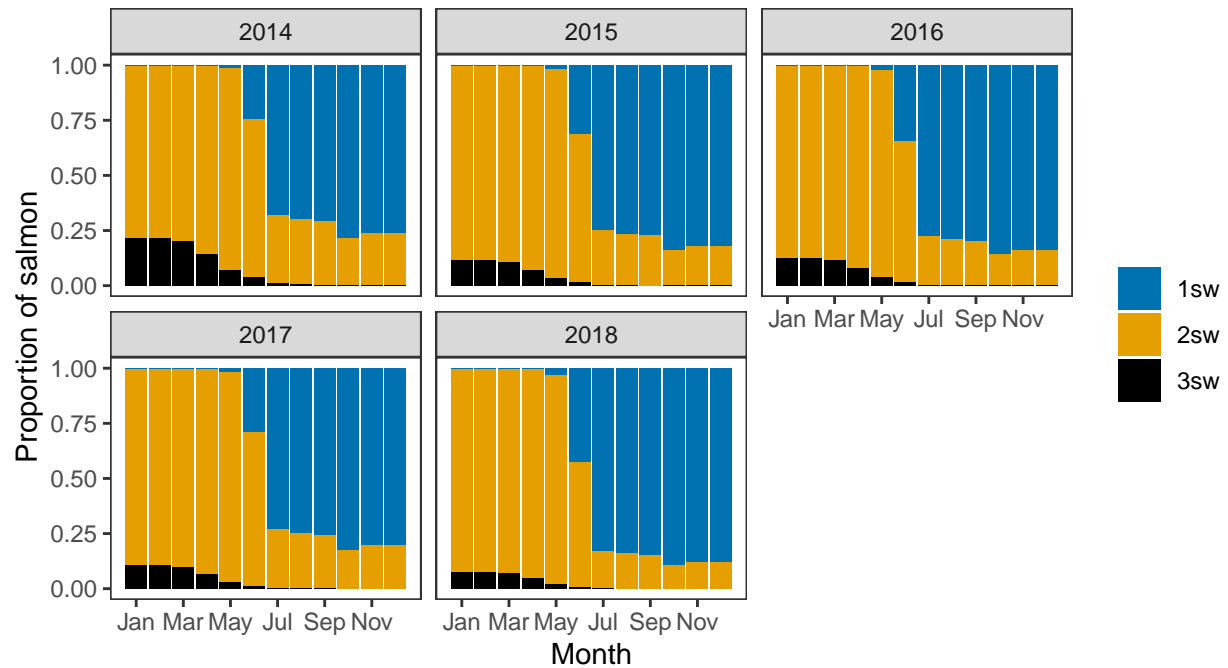 2014
2015
2016
1.00
0.75
0.50
0.25
0.00
Jan Mar May Jul Sep Nov
2017
2018
1.00
0.75
0.50
0.25
0.00
Jan Mar May Jul Sep Nov
Jan Mar May Jul Sep Nov
Month
Proportion of salmon
1sw
2sw
3sw